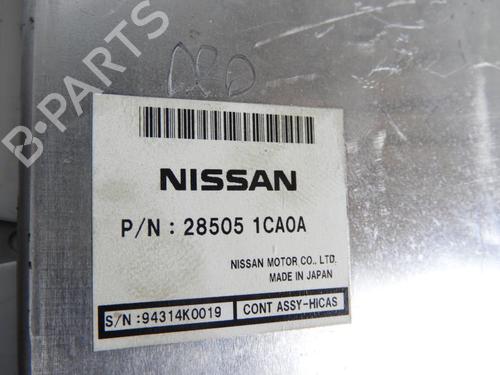 B-PARTS
NISSAN
P/N : 28505 1CA0A
NISSAN MOTOR CO., LTD.
MADE IN JAPAN
S/N :94314K0019
CONT ASSY-HICAS